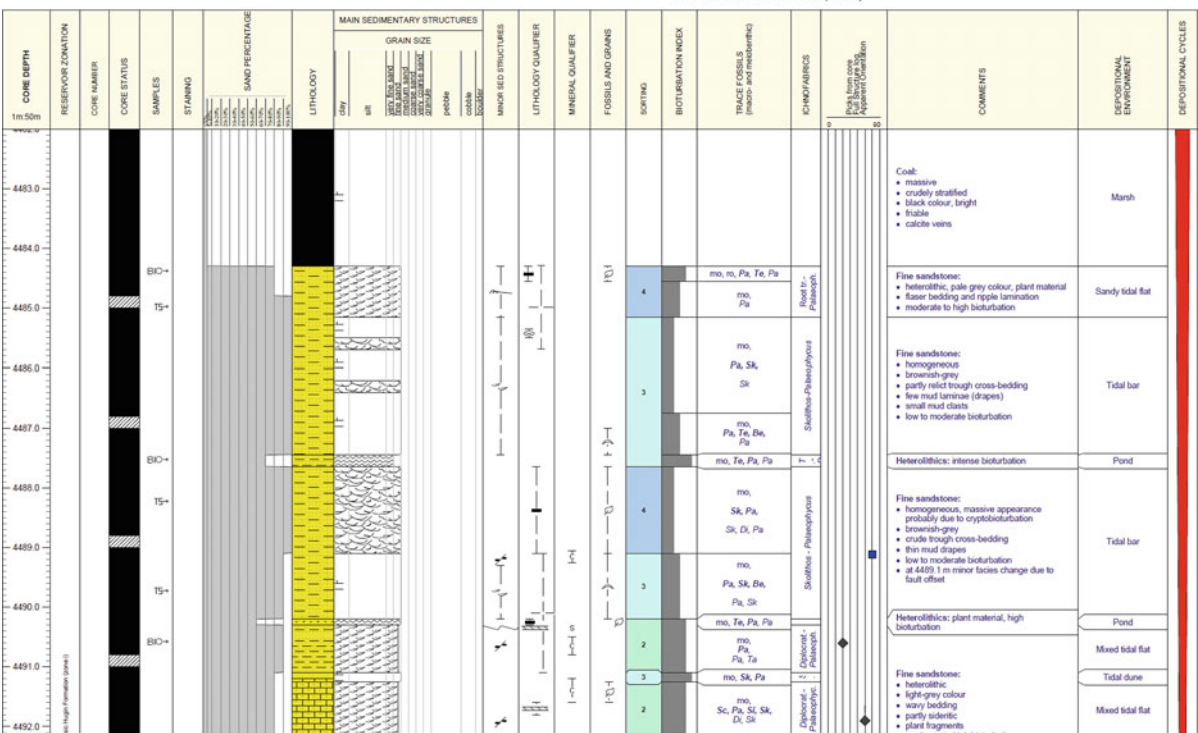 MAIN SEDIMENTARY STRUCTURES
GRAIN SIZE
CORE DEPTH
1m:50m
RESERVOIR ZONATION
CORE NUMBER
CORE STATUS
SAMPLES
STAINING
SAND PERCENTAGE
LITHOLOGY
clay
silt
very fine sand
fine sand
medium sand
coarse sand
very coarse sand
granule
pebble
cobble
boulder
MINOR SED STRUCTURES
LITHOLOGY QUALIFIER
MINERAL QUALIFIER
FOSSILS AND GRAINS
SORTING
BIOTURBATION INDEX
TRACE FOSSILS
(macro- and meiobenthic)
ICHNOFABRICS
Picks from core
Full Structure log
Apparent Orientation
0
90
COMMENTS
DEPOSITIONAL
ENVIRONMENT
DEPOSITIONAL CYCLES
4483.0
4484.0
4485.0
4486.0
4487.0
4488.0
4489.0
4490.0
4491.0
4492.0
BIO
TS
BIO
TS
TS
BIO
Hugin Formation (zone I)
S
4
3
4
3
2
3
2
mo, ro, Pa, Te, Pa
mo,
Pa
mo,
Pa, Sk,
Sk
mo,
Pa, Te, Be,
Pa
mo, Te, Pa, Pa
mo,
Sk, Pa,
Sk, Di, Pa
mo,
Pa, Sk, Be,
Pa, Sk
mo, Te, Pa, Pa
mo,
Pa,
Pa, Ta
mo, Sk, Pa
mo,
Sc, Pa, Si, Sk,
Di, Sk
Root tr.-
Palaeoph.
Skolithos-Palaeophycus
Skolithos - Palaeophycus
Diplocrat.-
Palaeoph.
Diplocrat.-
Palaeophyc.
Coal:
• massive
• crudely stratified
• black colour, bright
• friable
• calcite veins
Marsh
Fine sandstone:
• heterolithic, pale grey colour, plant material
• flaser bedding and ripple lamination
• moderate to high bioturbation
Sandy tidal flat
Fine sandstone:
• homogeneous
• brownish-grey
• partly relict trough cross-bedding
• few mud laminae (drapes)
• small mud clasts
• low to moderate bioturbation
Tidal bar
Heterolithics: intense bioturbation
Pond
Fine sandstone:
• homogeneous, massive appearance
probably due to cryptobioturbation
• brownish-grey
• crude trough cross-bedding
• thin mud drapes
• low to moderate bioturbation
• at 4489.1 m minor facies change due to
fault offset
Tidal bar
Heterolithics: plant material, high
bioturbation
Pond
Mixed tidal flat
Fine sandstone:
• heterolithic
• light-grey colour
• wavy bedding
• partly sideritic
• plant fragments
Tidal dune
Mixed tidal flat